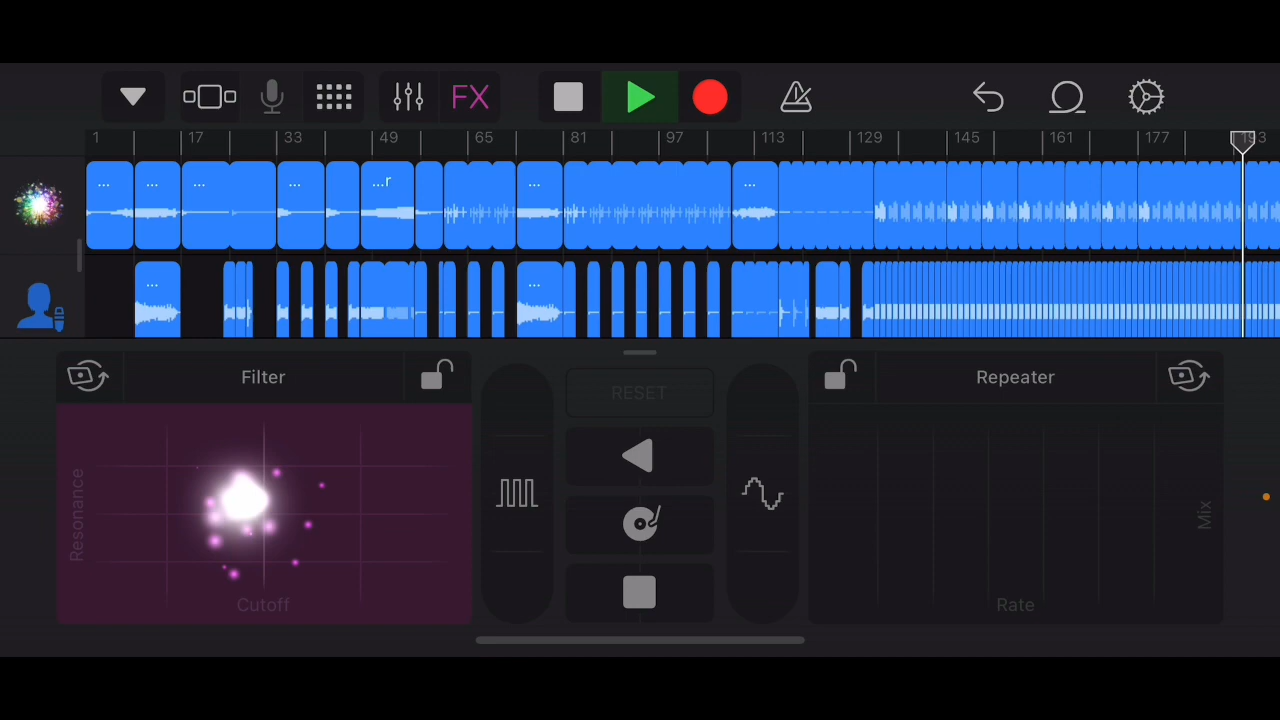 FX
1 17 33 49 65 81 97 113 129 145 161 177 193
... ... ... ... ...r ... ...
... ...
Filter
RESET
Repeater
Resonance
Cutoff
Mix
Rate